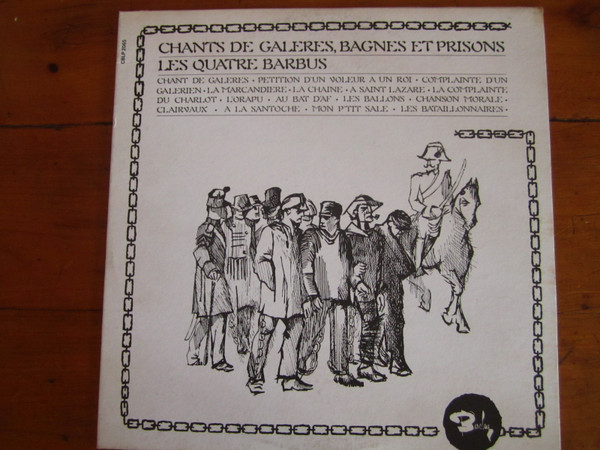 CHANTS DE GALERES, BAGNES ET PRISONS
LES QUATRE BARBUS
CHANT DE GALERES • PETITION D'UN VOLEUR A UN ROI • COMPLAINTE D'UN
GALERIEN • LA MARCANDIERE • LA CHAINE • A SAINT LAZARE • LA COMPLAINTE
DU CHARLOT • L'ORAPU • AU BAT D'AF • LES BALLONS • CHANSON MORALE •
CLAIRVAUX • A LA SANTOCHE • MON P'TIT SALE • LES BATAILLONNAIRES •